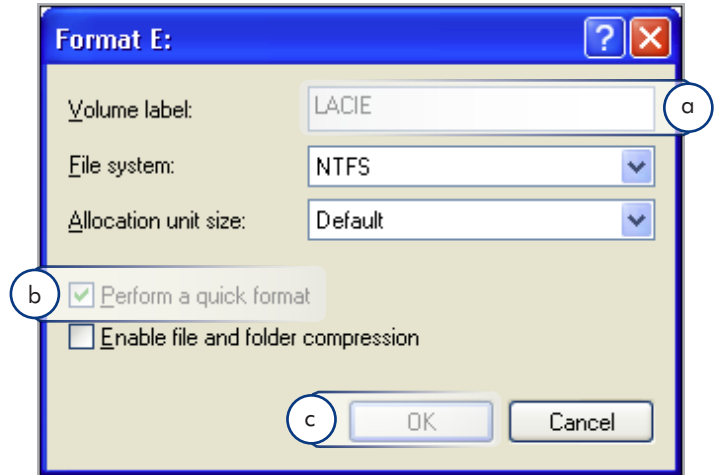 Format E:
Volume label: LACIE a
File system: NTFS
Allocation unit size: Default
b Perform a quick format
Enable file and folder compression
c OK Cancel